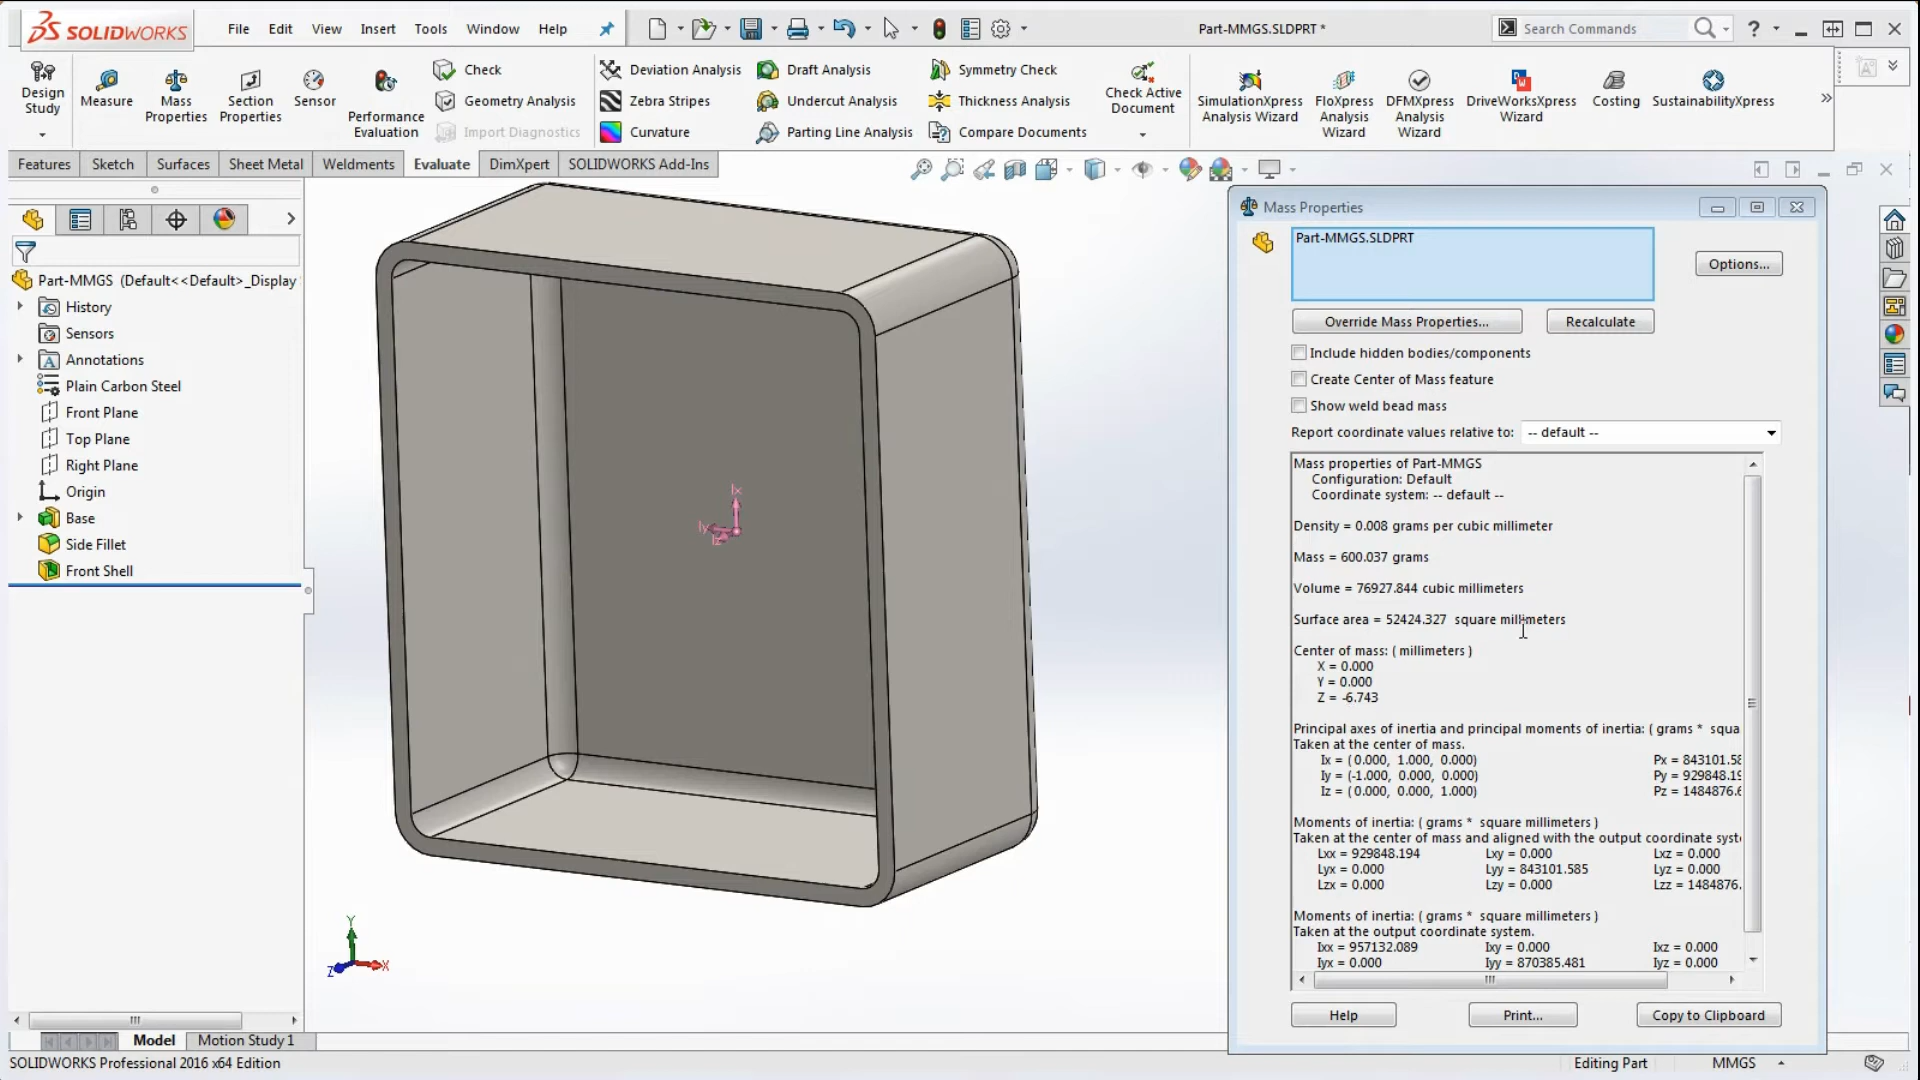 SOLIDWORKS
File Edit View Insert Tools Window Help
Part-MMGS.SLDPRT *
Search Commands
Design Study
Measure
Mass Properties
Section Properties
Sensor
Performance Evaluation
Check
Geometry Analysis
Import Diagnostics
Deviation Analysis
Zebra Stripes
Curvature
Draft Analysis
Undercut Analysis
Parting Line Analysis
Symmetry Check
Thickness Analysis
Compare Documents
Check Active Document
SimulationXpress Analysis Wizard
FloXpress Analysis Wizard
DFMXpress Analysis Wizard
DriveWorksXpress Wizard
Costing
SustainabilityXpress
Features Sketch Surfaces Sheet Metal Weldments Evaluate DimXpert SOLIDWORKS Add-Ins
Part-MMGS (Default<<Default>_Display
History
Sensors
Annotations
Plain Carbon Steel
Front Plane
Top Plane
Right Plane
Origin
Base
Side Fillet
Front Shell
Ix
Iy
Iz
Y
Z
X
Mass Properties
Part-MMGS.SLDPRT
Options...
Override Mass Properties...
Recalculate
Include hidden bodies/components
Create Center of Mass feature
Show weld bead mass
Report coordinate values relative to: -- default --
Mass properties of Part-MMGS
Configuration: Default
Coordinate system: -- default --
Density = 0.008 grams per cubic millimeter
Mass = 600.037 grams
Volume = 76927.844 cubic millimeters
Surface area = 52424.327 square millimeters
Center of mass: ( millimeters )
X = 0.000
Y = 0.000
Z = -6.743
Principal axes of inertia and principal moments of inertia: ( grams * squa
Taken at the center of mass.
Ix = ( 0.000, 1.000, 0.000) Px = 843101.58
Iy = (-1.000, 0.000, 0.000) Py = 929848.19
Iz = ( 0.000, 0.000, 1.000) Pz = 1484876.6
Moments of inertia: ( grams * square millimeters )
Taken at the center of mass and aligned with the output coordinate syste
Lxx = 929848.194 Lxy = 0.000 Lxz = 0.000
Lyx = 0.000 Lyy = 843101.585 Lyz = 0.000
Lzx = 0.000 Lzy = 0.000 Lzz = 1484876.
Moments of inertia: ( grams * square millimeters )
Taken at the output coordinate system.
Ixx = 957132.089 Ixy = 0.000 Ixz = 0.000
Iyx = 0.000 Iyy = 870385.481 Iyz = 0.000
Help
Print...
Copy to Clipboard
Model Motion Study 1
SOLIDWORKS Professional 2016 x64 Edition
Editing Part
MMGS